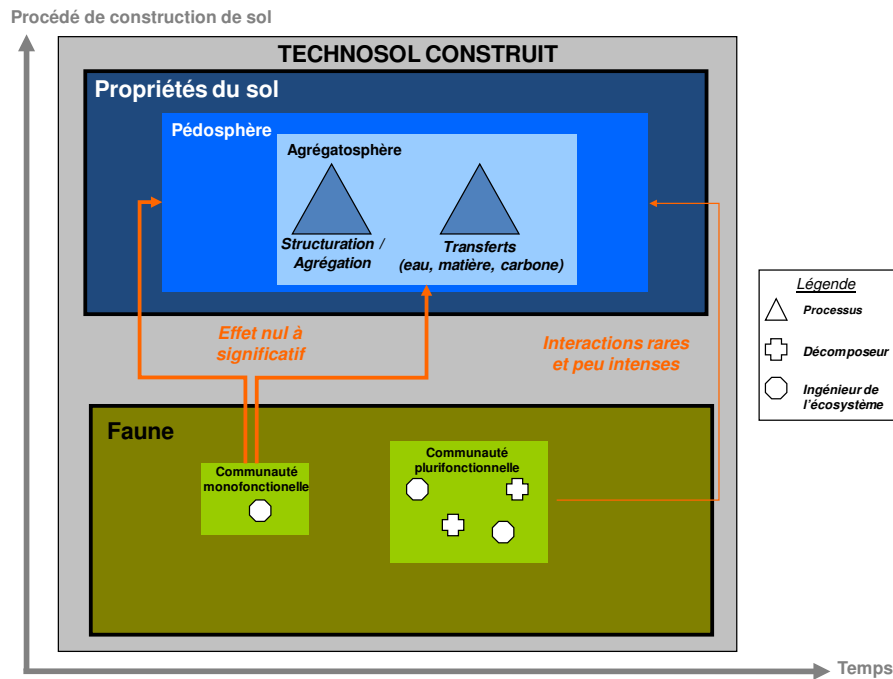 Procédé de construction de sol
TECHNOSOL CONSTRUIT
Propriétés du sol
Pédosphère
Agrégatosphère
Structuration /
Agrégation
Transferts
(eau, matière, carbone)
Effet nul à
significatif
Interactions rares
et peu intenses
Légende
Processus
Décomposeur
Ingénieur de
l'écosystème
Faune
Communauté
monofonctionelle
Communauté
plurifonctionnelle
Temps